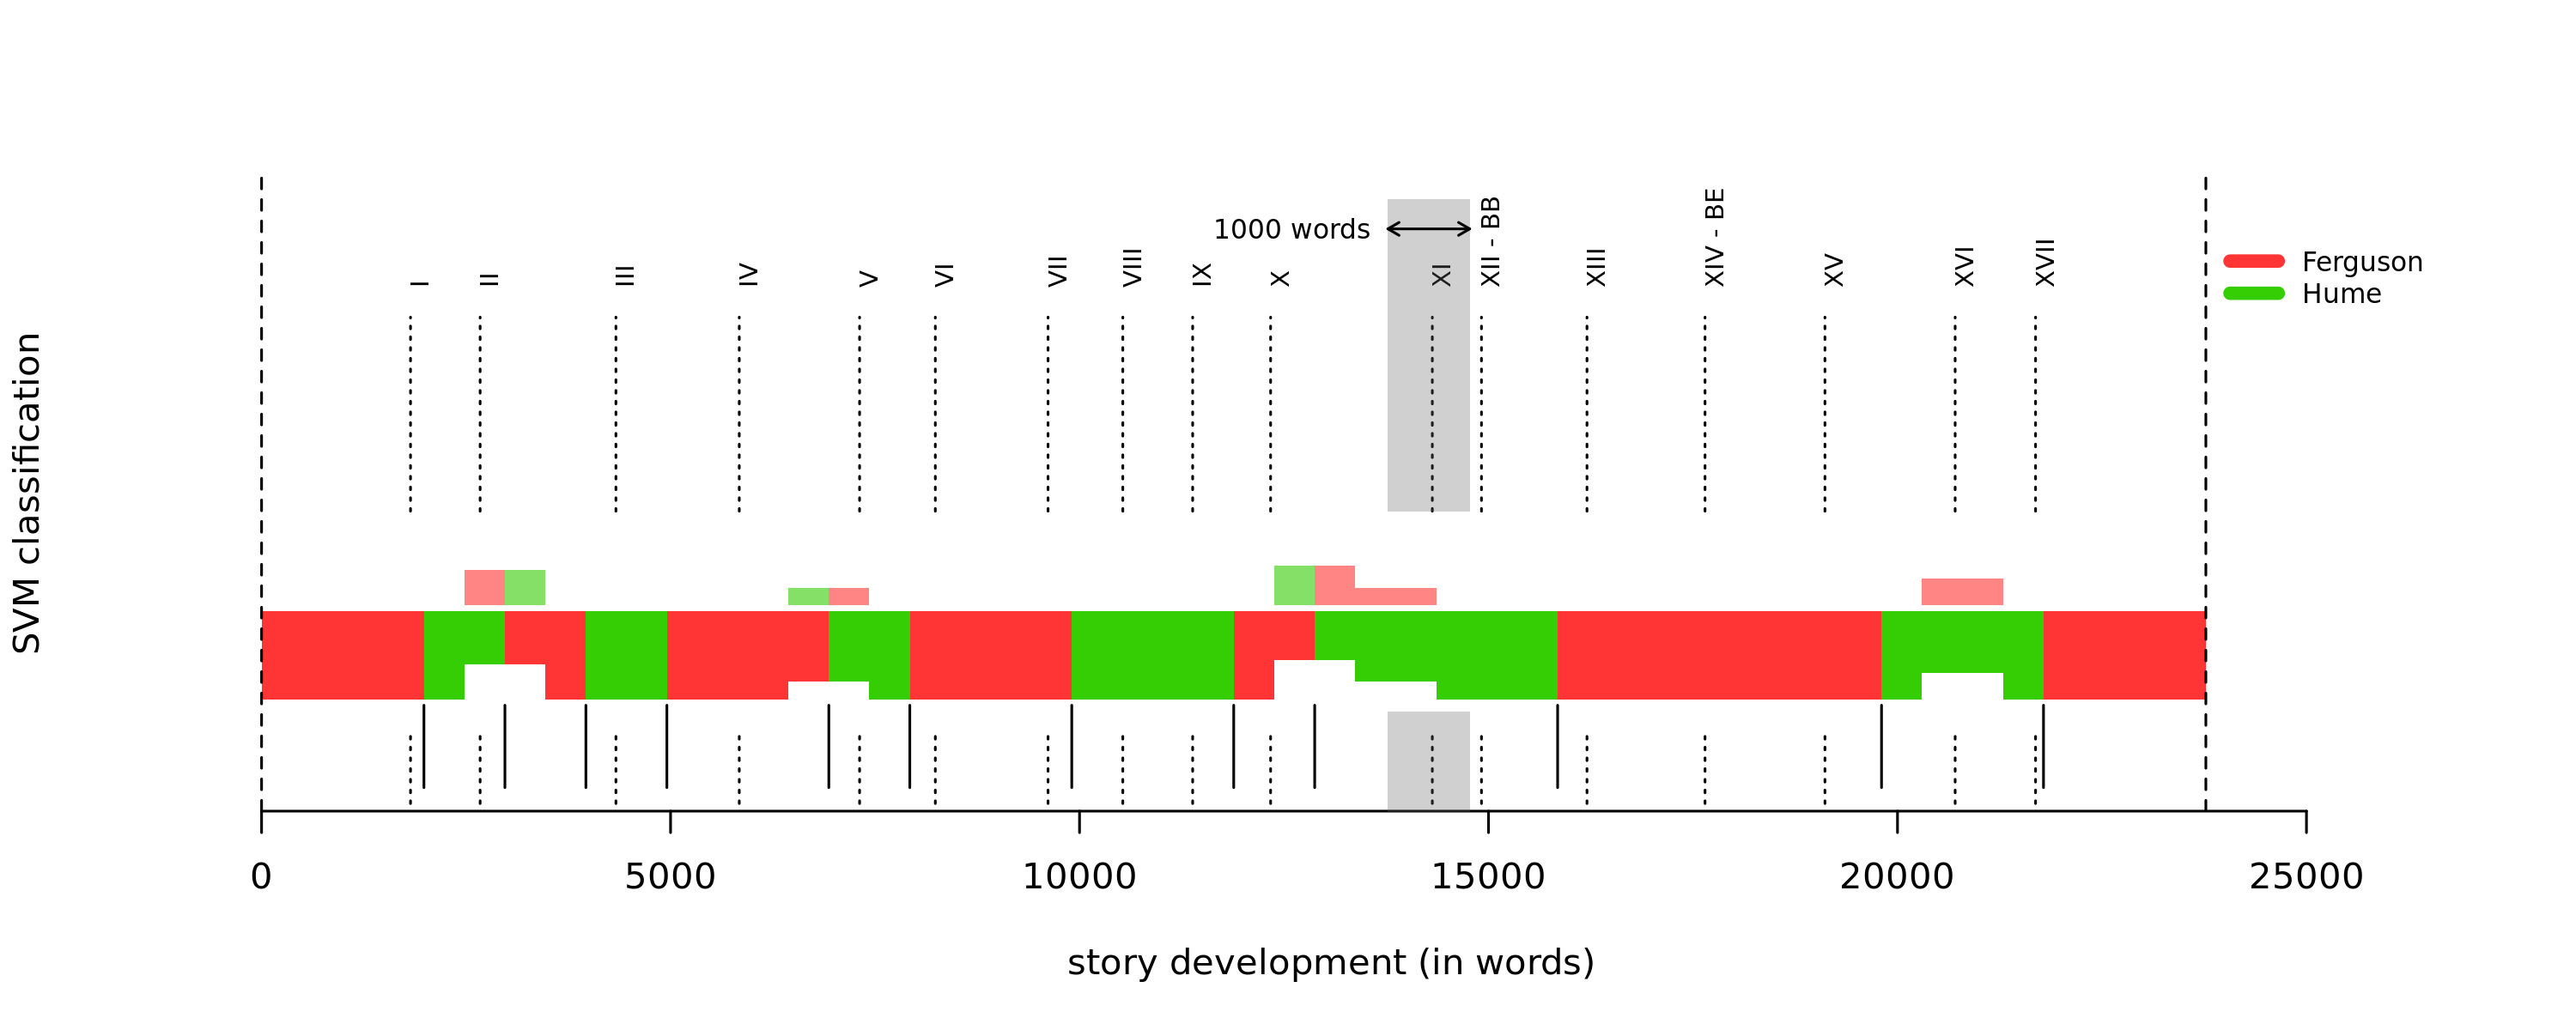 1000 words
I
II
III
IV
V
VI
VII
VIII
IX
X
XI
XII - BB
XIII
XIV - BE
XV
XVI
XVII
Ferguson
Hume
SVM classification
0
5000
10000
15000
20000
25000
story development (in words)